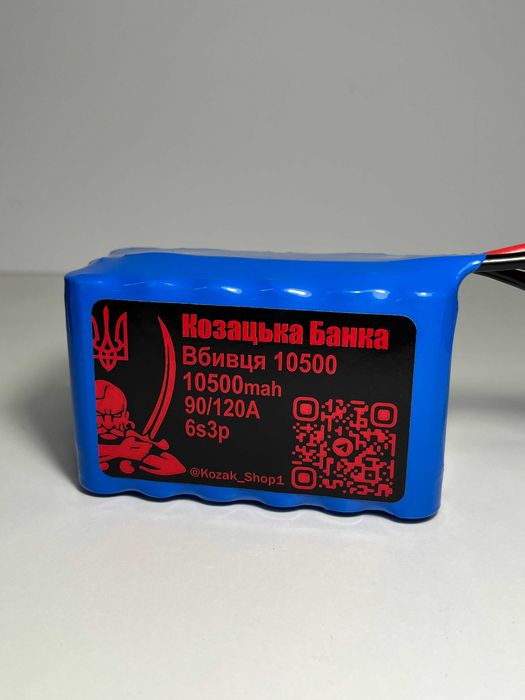 Козацька Банка
Вбивця 10500
10500mah
90/120A
6s3p
@Kozak_Shop1